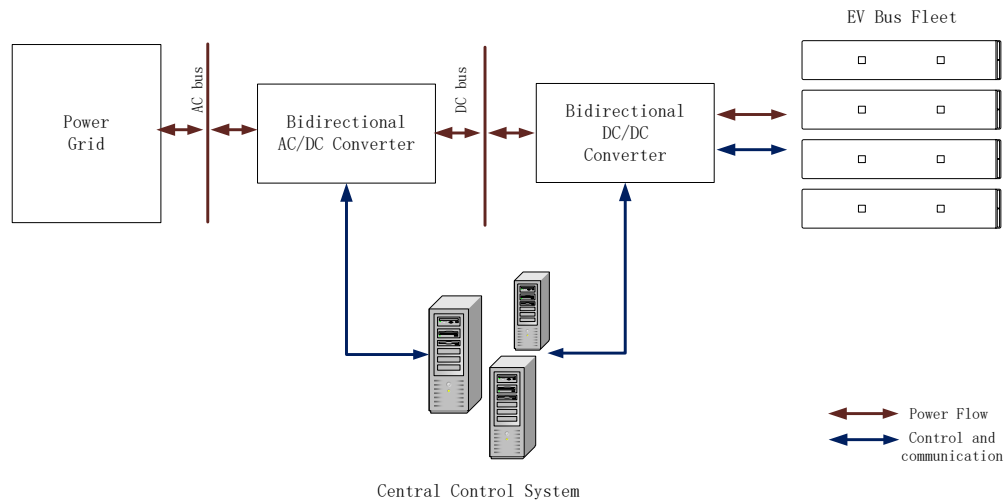 EV Bus Fleet
Power
Grid
AC bus
Bidirectional
AC/DC Converter
DC bus
Bidirectional
DC/DC
Converter
Power Flow
Control and
communication
Central Control System